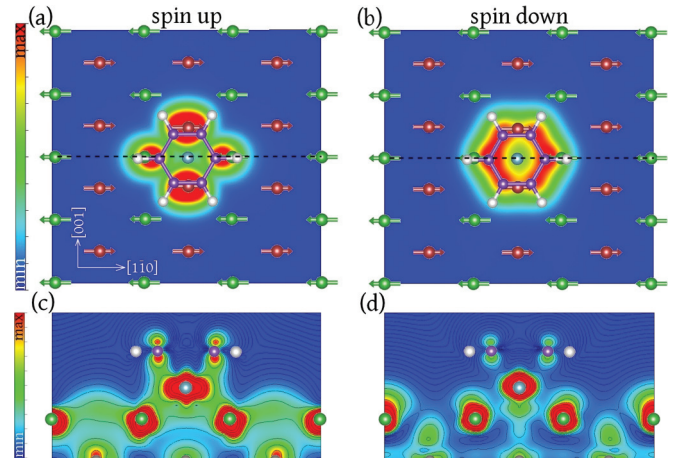 (a) spin up
(b) spin down
max
min
[001]
[1-10]
(c)
(d)
max
min